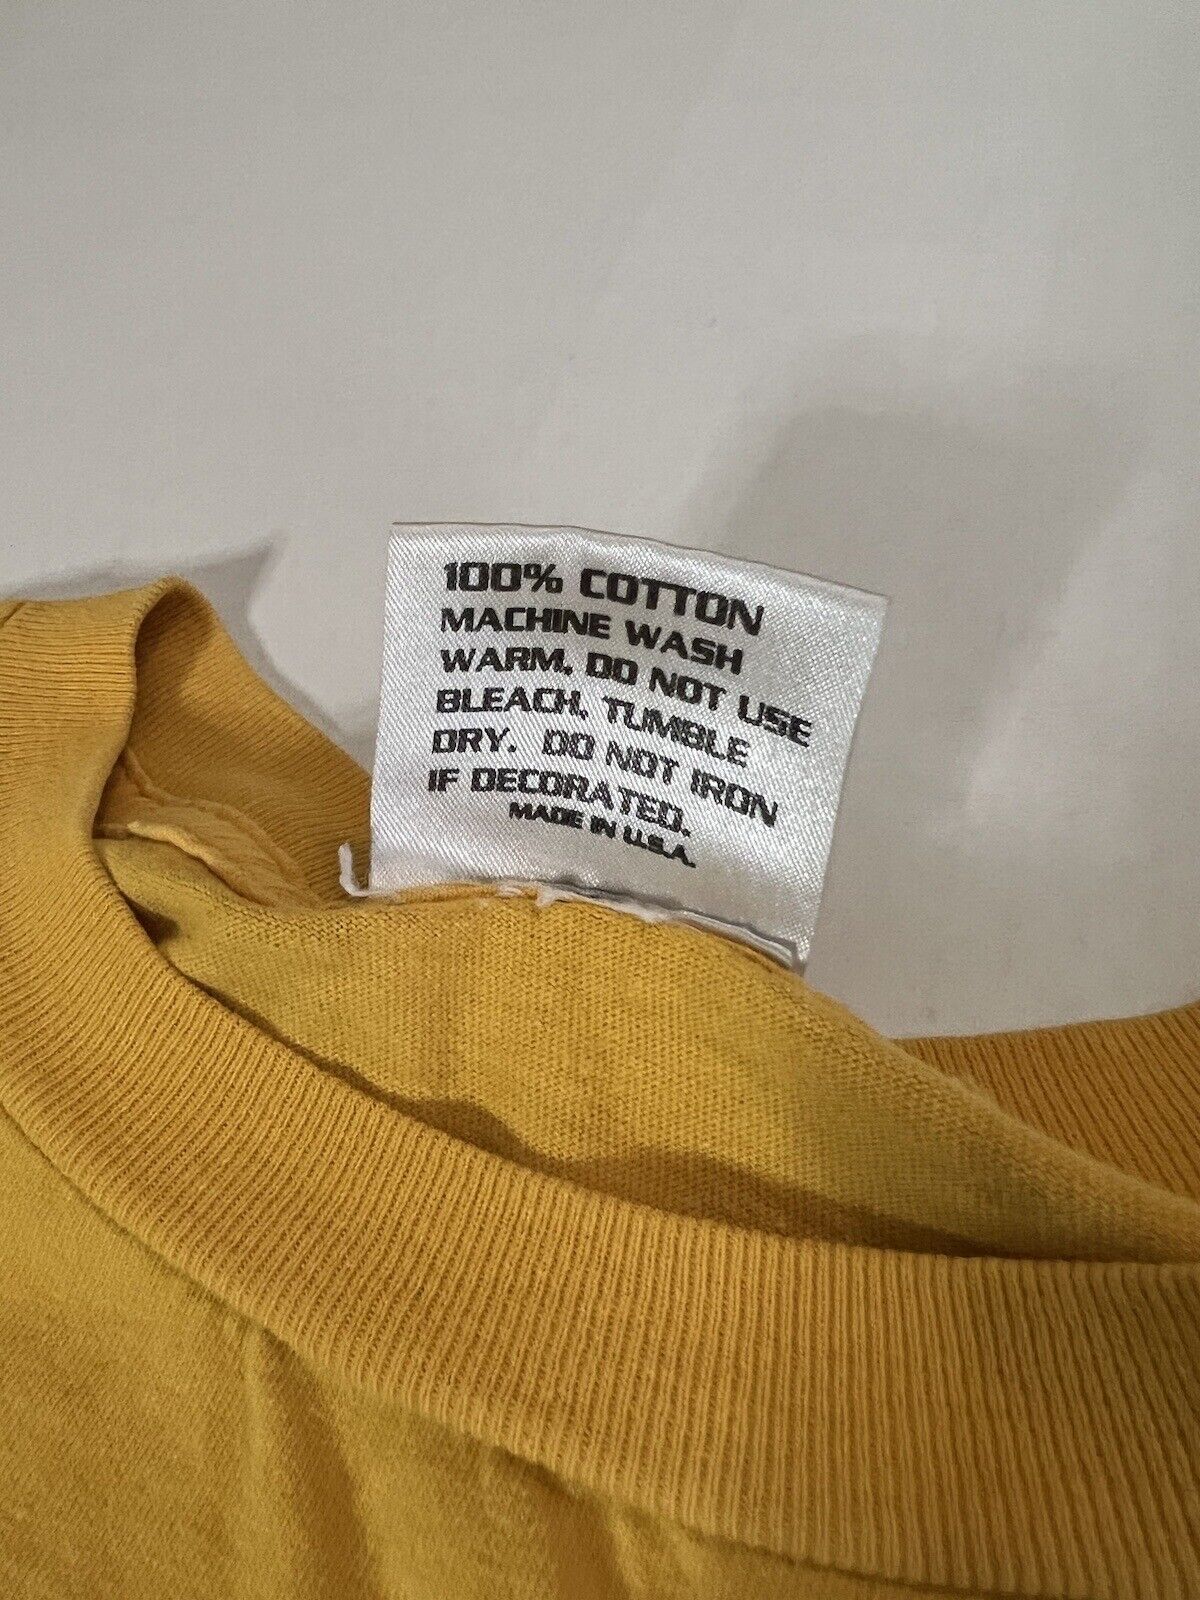 100% COTTON
MACHINE WASH
WARM. DO NOT USE
BLEACH. TUMBLE
DRY. DO NOT IRON
IF DECORATED.
MADE IN U.S.A.